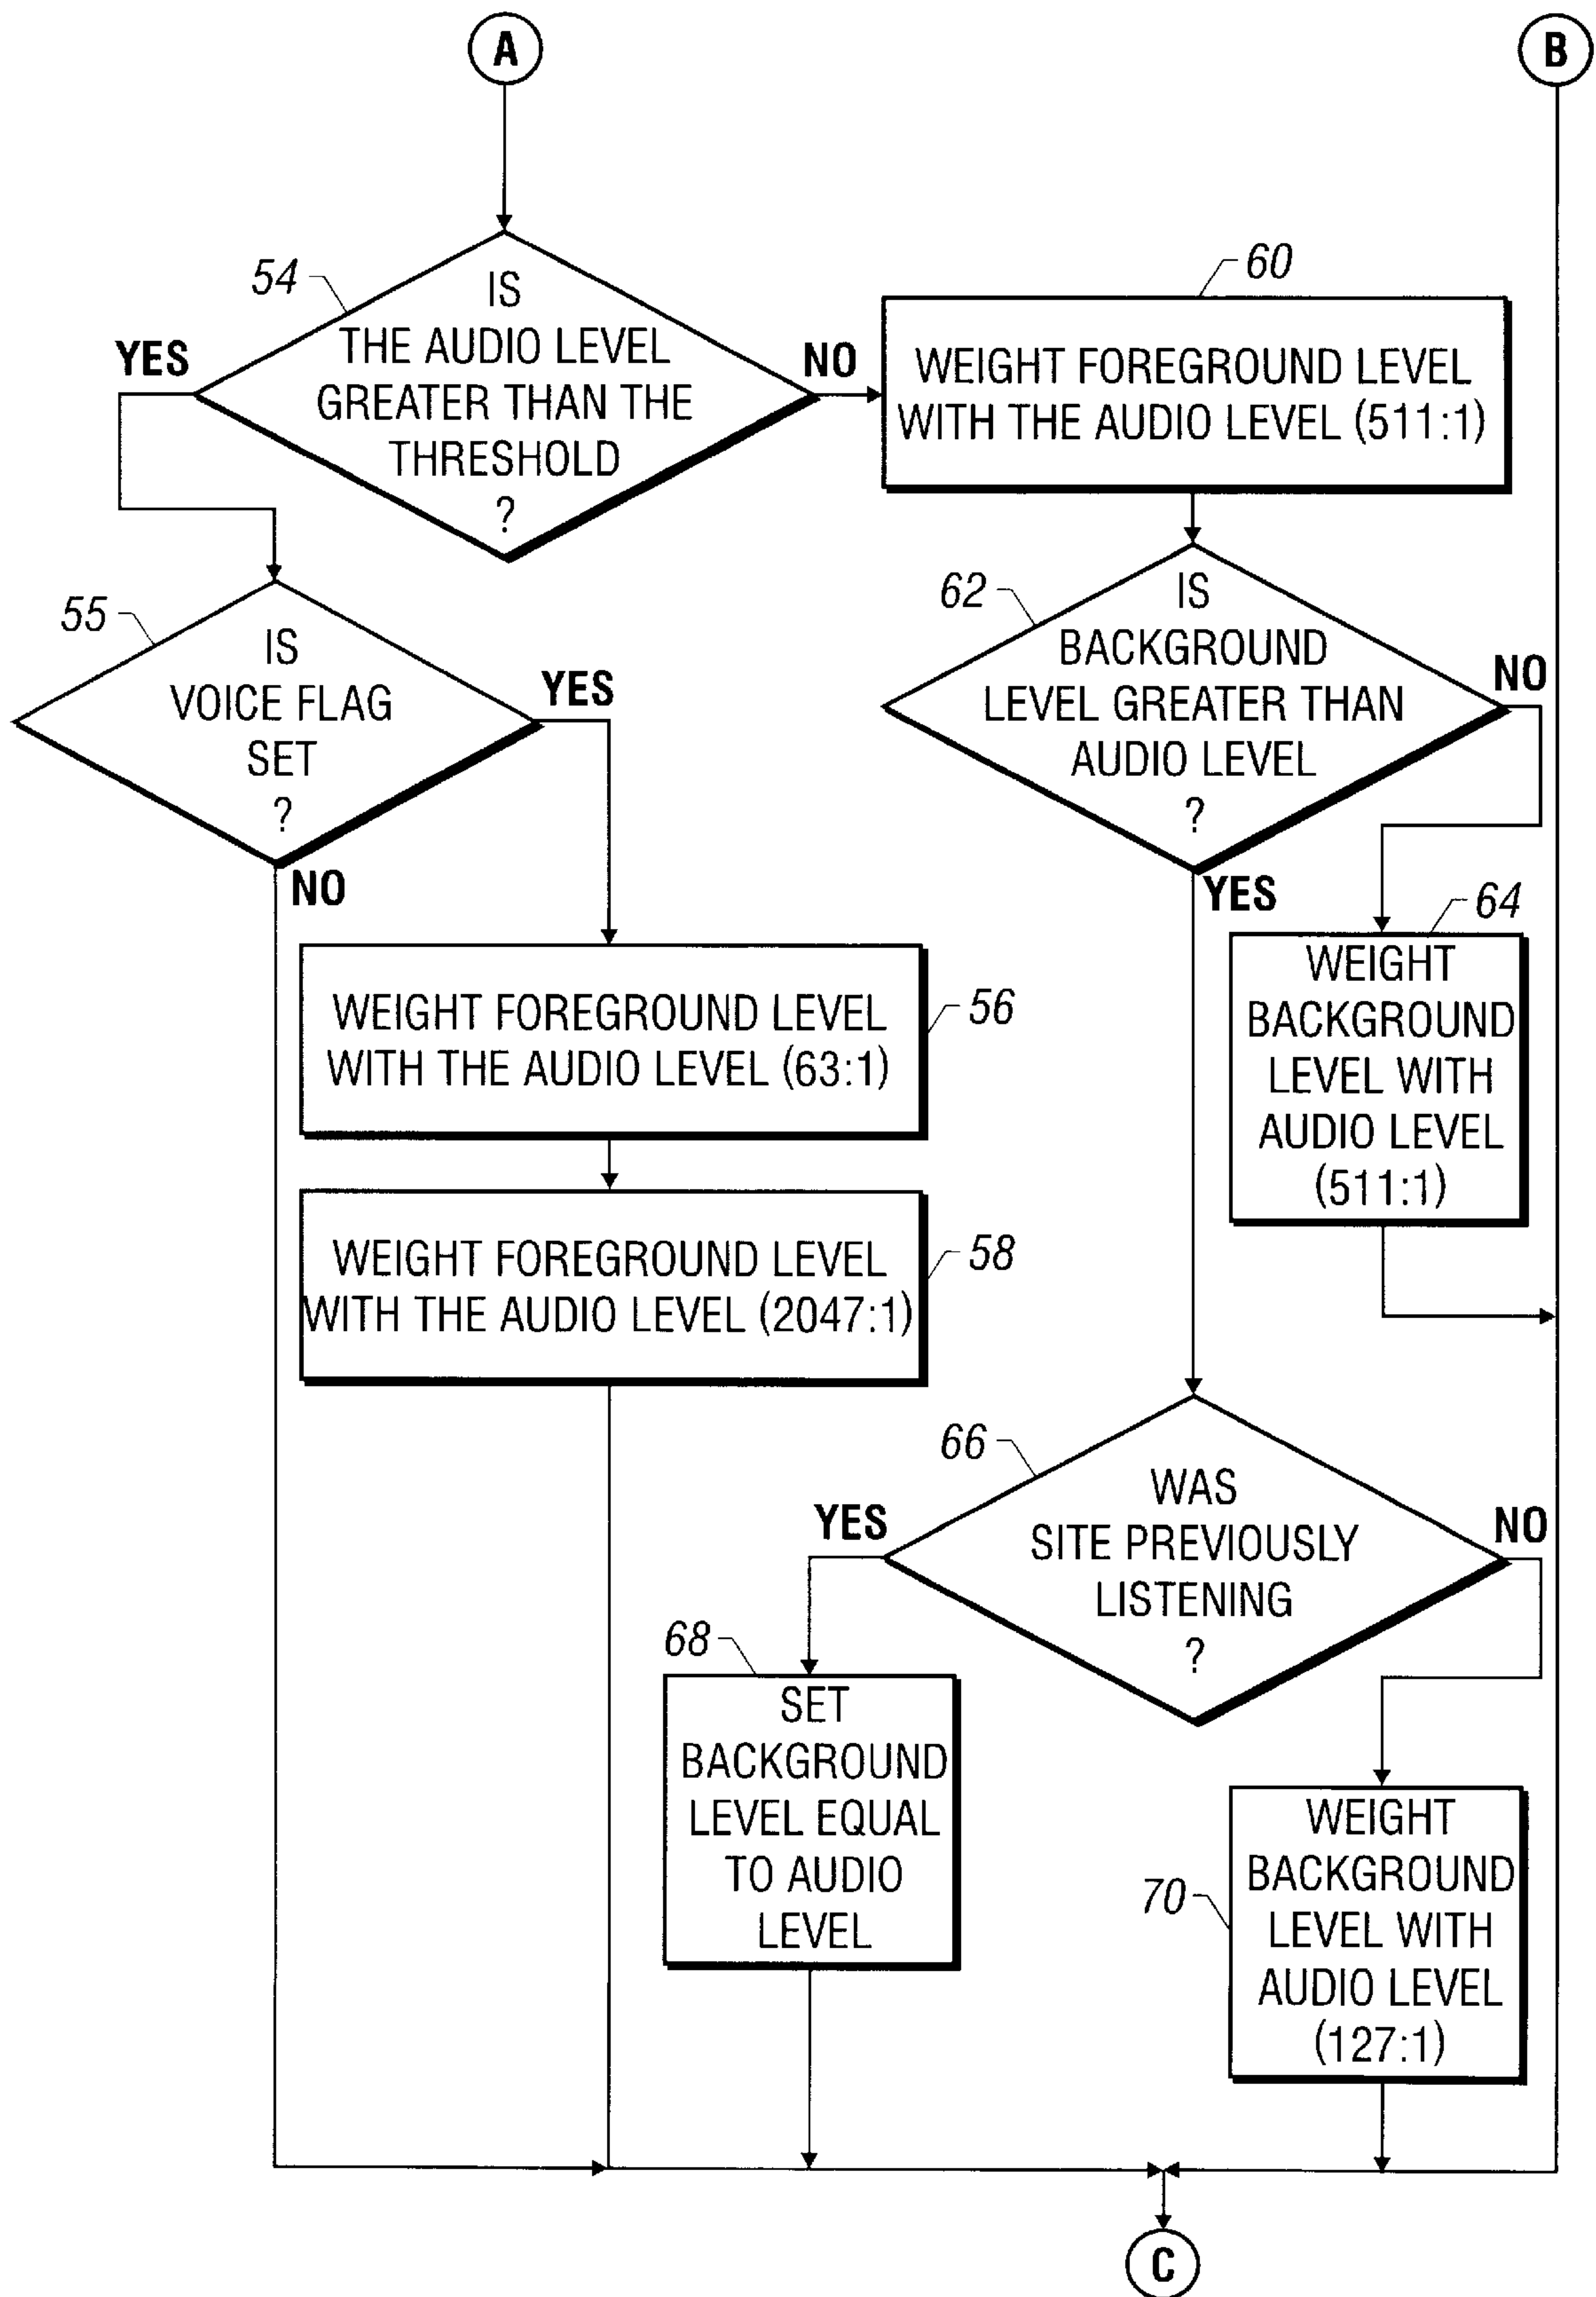 A
B
54
IS
THE AUDIO LEVEL
GREATER THAN THE
THRESHOLD
?
YES
NO
60
WEIGHT FOREGROUND LEVEL
WITH THE AUDIO LEVEL (511:1)
55
IS
VOICE FLAG
SET
?
YES
NO
62
IS
BACKGROUND
LEVEL GREATER THAN
AUDIO LEVEL
?
NO
YES
64
WEIGHT
BACKGROUND
LEVEL WITH
AUDIO LEVEL
(511:1)
WEIGHT FOREGROUND LEVEL
WITH THE AUDIO LEVEL (63:1)
56
WEIGHT FOREGROUND LEVEL
WITH THE AUDIO LEVEL (2047:1)
58
66
WAS
SITE PREVIOUSLY
LISTENING
?
YES
NO
68
SET
BACKGROUND
LEVEL EQUAL
TO AUDIO
LEVEL
70
WEIGHT
BACKGROUND
LEVEL WITH
AUDIO LEVEL
(127:1)
C